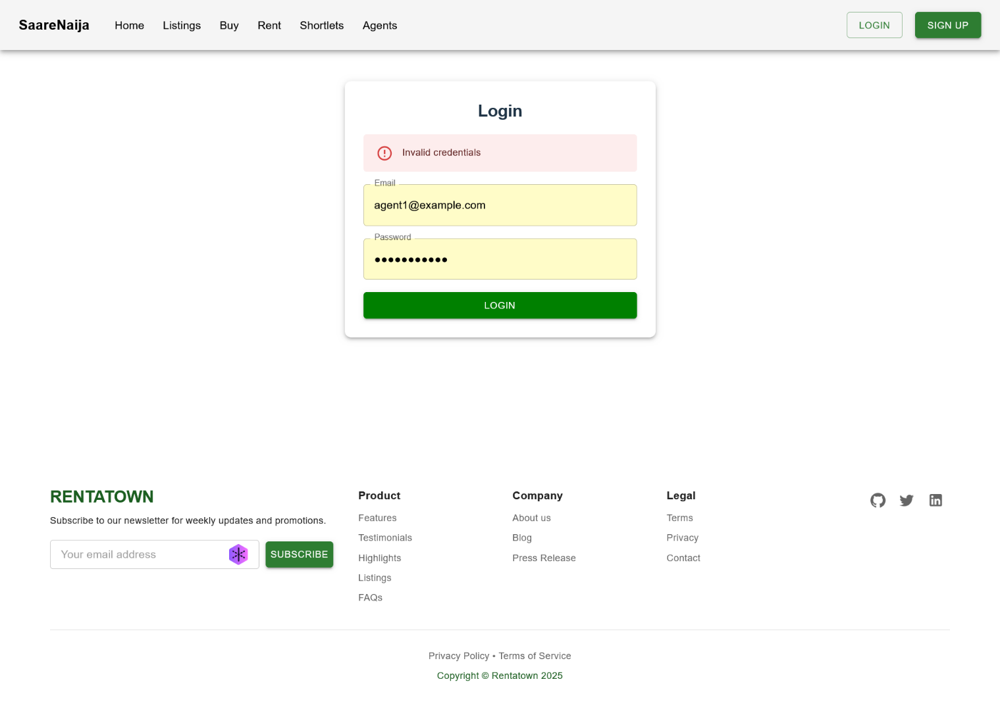 SaareNaija Home Listings Buy Rent Shortlets Agents LOGIN SIGN UP
Login
Invalid credentials
Email
agent1@example.com
Password
●●●●●●●●●●●
LOGIN
RENTATOWN
Subscribe to our newsletter for weekly updates and promotions.
Your email address
SUBSCRIBE
Product
Features
Testimonials
Highlights
Listings
FAQs
Company
About us
Blog
Press Release
Legal
Terms
Privacy
Contact
Privacy Policy • Terms of Service
Copyright © Rentatown 2025